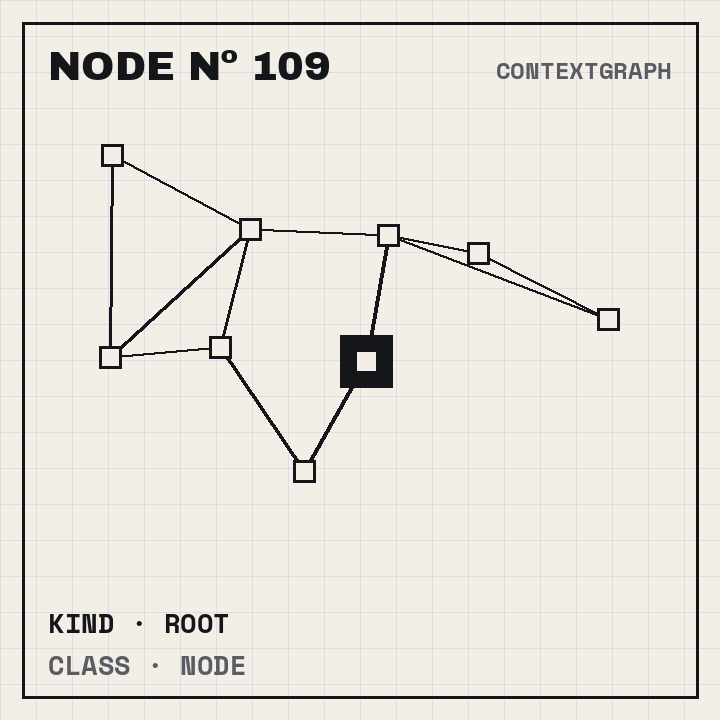 NODE Nº 109
CONTEXTGRAPH
KIND · ROOT
CLASS · NODE